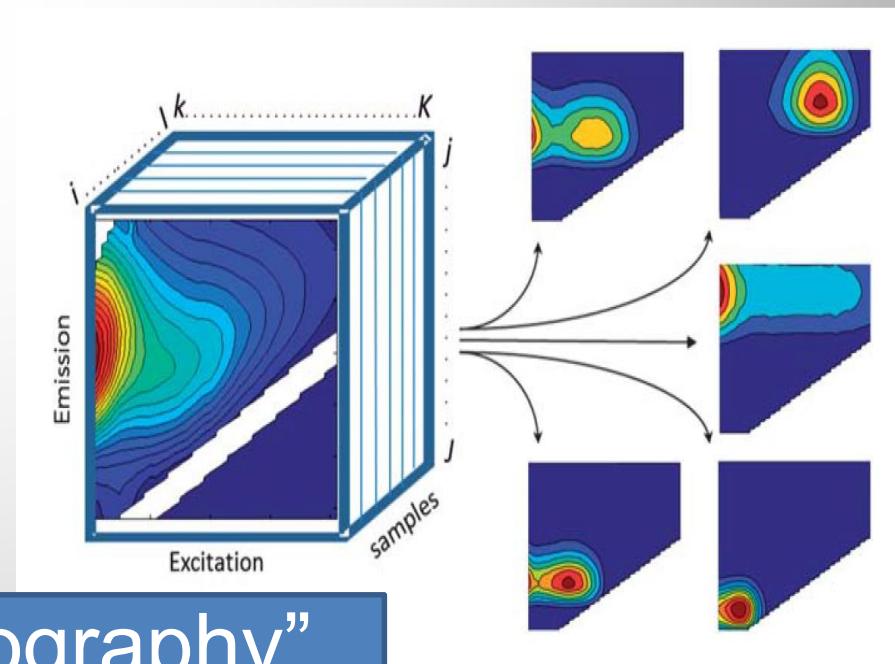 I k K
i j
Emission
J
samples
Excitation
ography”